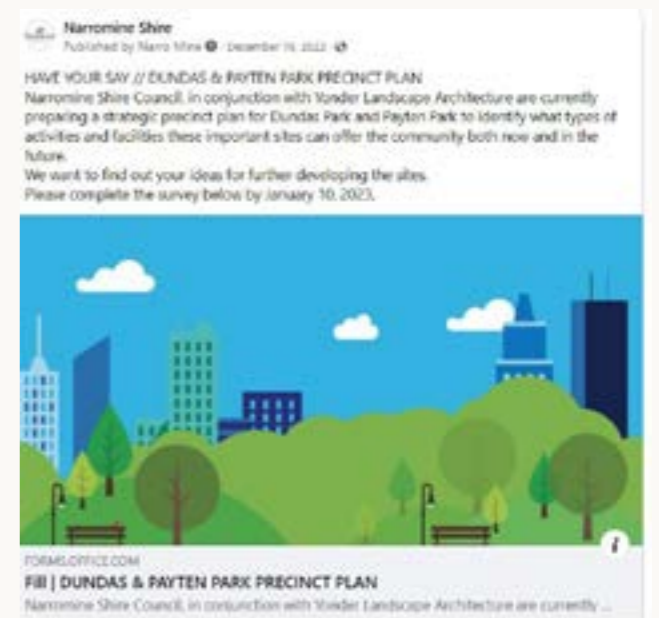 Narromine Shire
Published by Narro Mine · December 19, 2022 ·
HAVE YOUR SAY // DUNDAS & PAYTEN PARK PRECINCT PLAN
Narromine Shire Council, in conjunction with Yonder Landscape Architecture are currently
preparing a strategic precinct plan for Dundas Park and Payten Park to identify what types of
activities and facilities these important sites can offer the community both now and in the
future.
We want to find out your ideas for further developing the sites.
Please complete the survey below by January 10, 2023.
FORMS.OFFICE.COM
Fill | DUNDAS & PAYTEN PARK PRECINCT PLAN
Narromine Shire Council, in conjunction with Yonder Landscape Architecture are currently ...